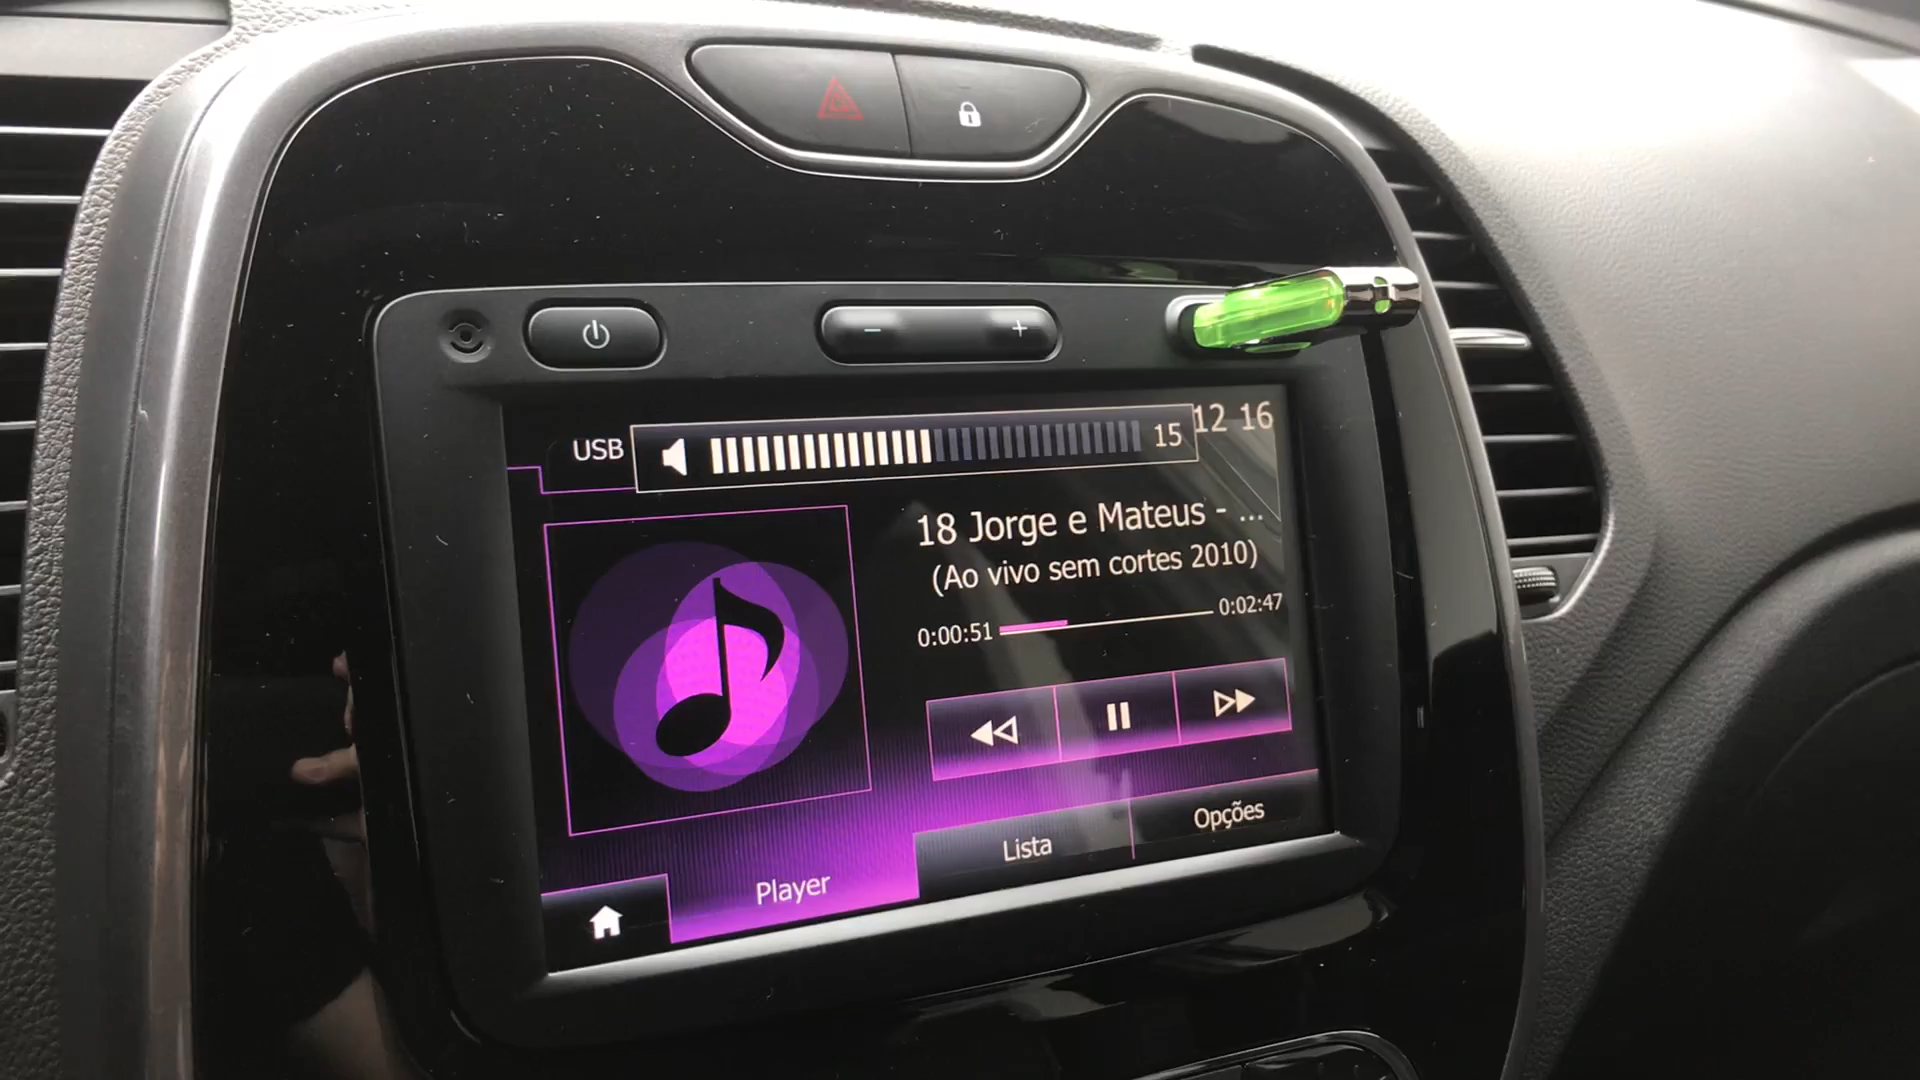 USB
15
12 16
18 Jorge e Mateus - ...
(Ao vivo sem cortes 2010)
0:00:51
0:02:47
Player
Lista
Opções